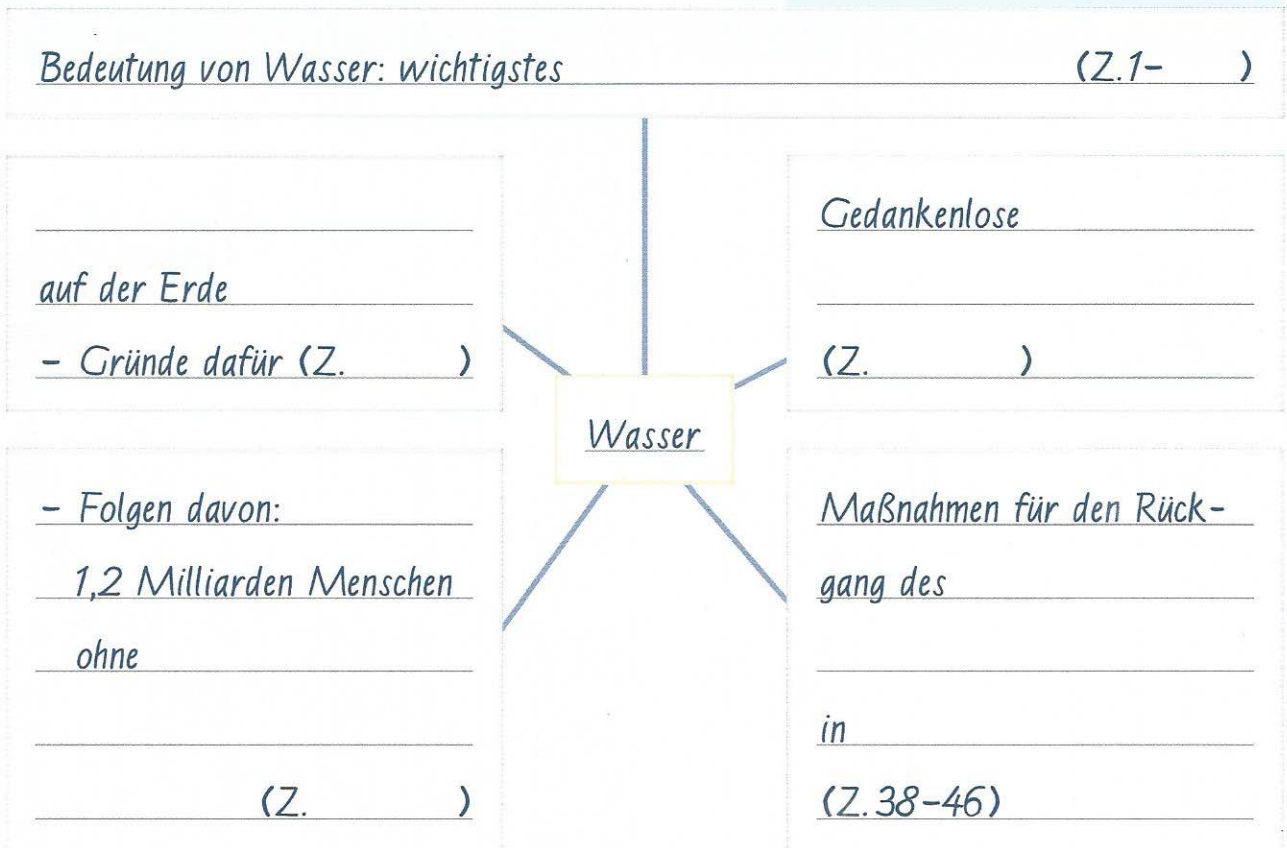 Bedeutung von Wasser: wichtigstes (Z.1- )
auf der Erde
- Gründe dafür (Z. )
Gedankenlose
(Z. )
Wasser
- Folgen davon:
1,2 Milliarden Menschen
ohne
(Z. )
Maßnahmen für den Rück-
gang des
in
(Z. 38-46)